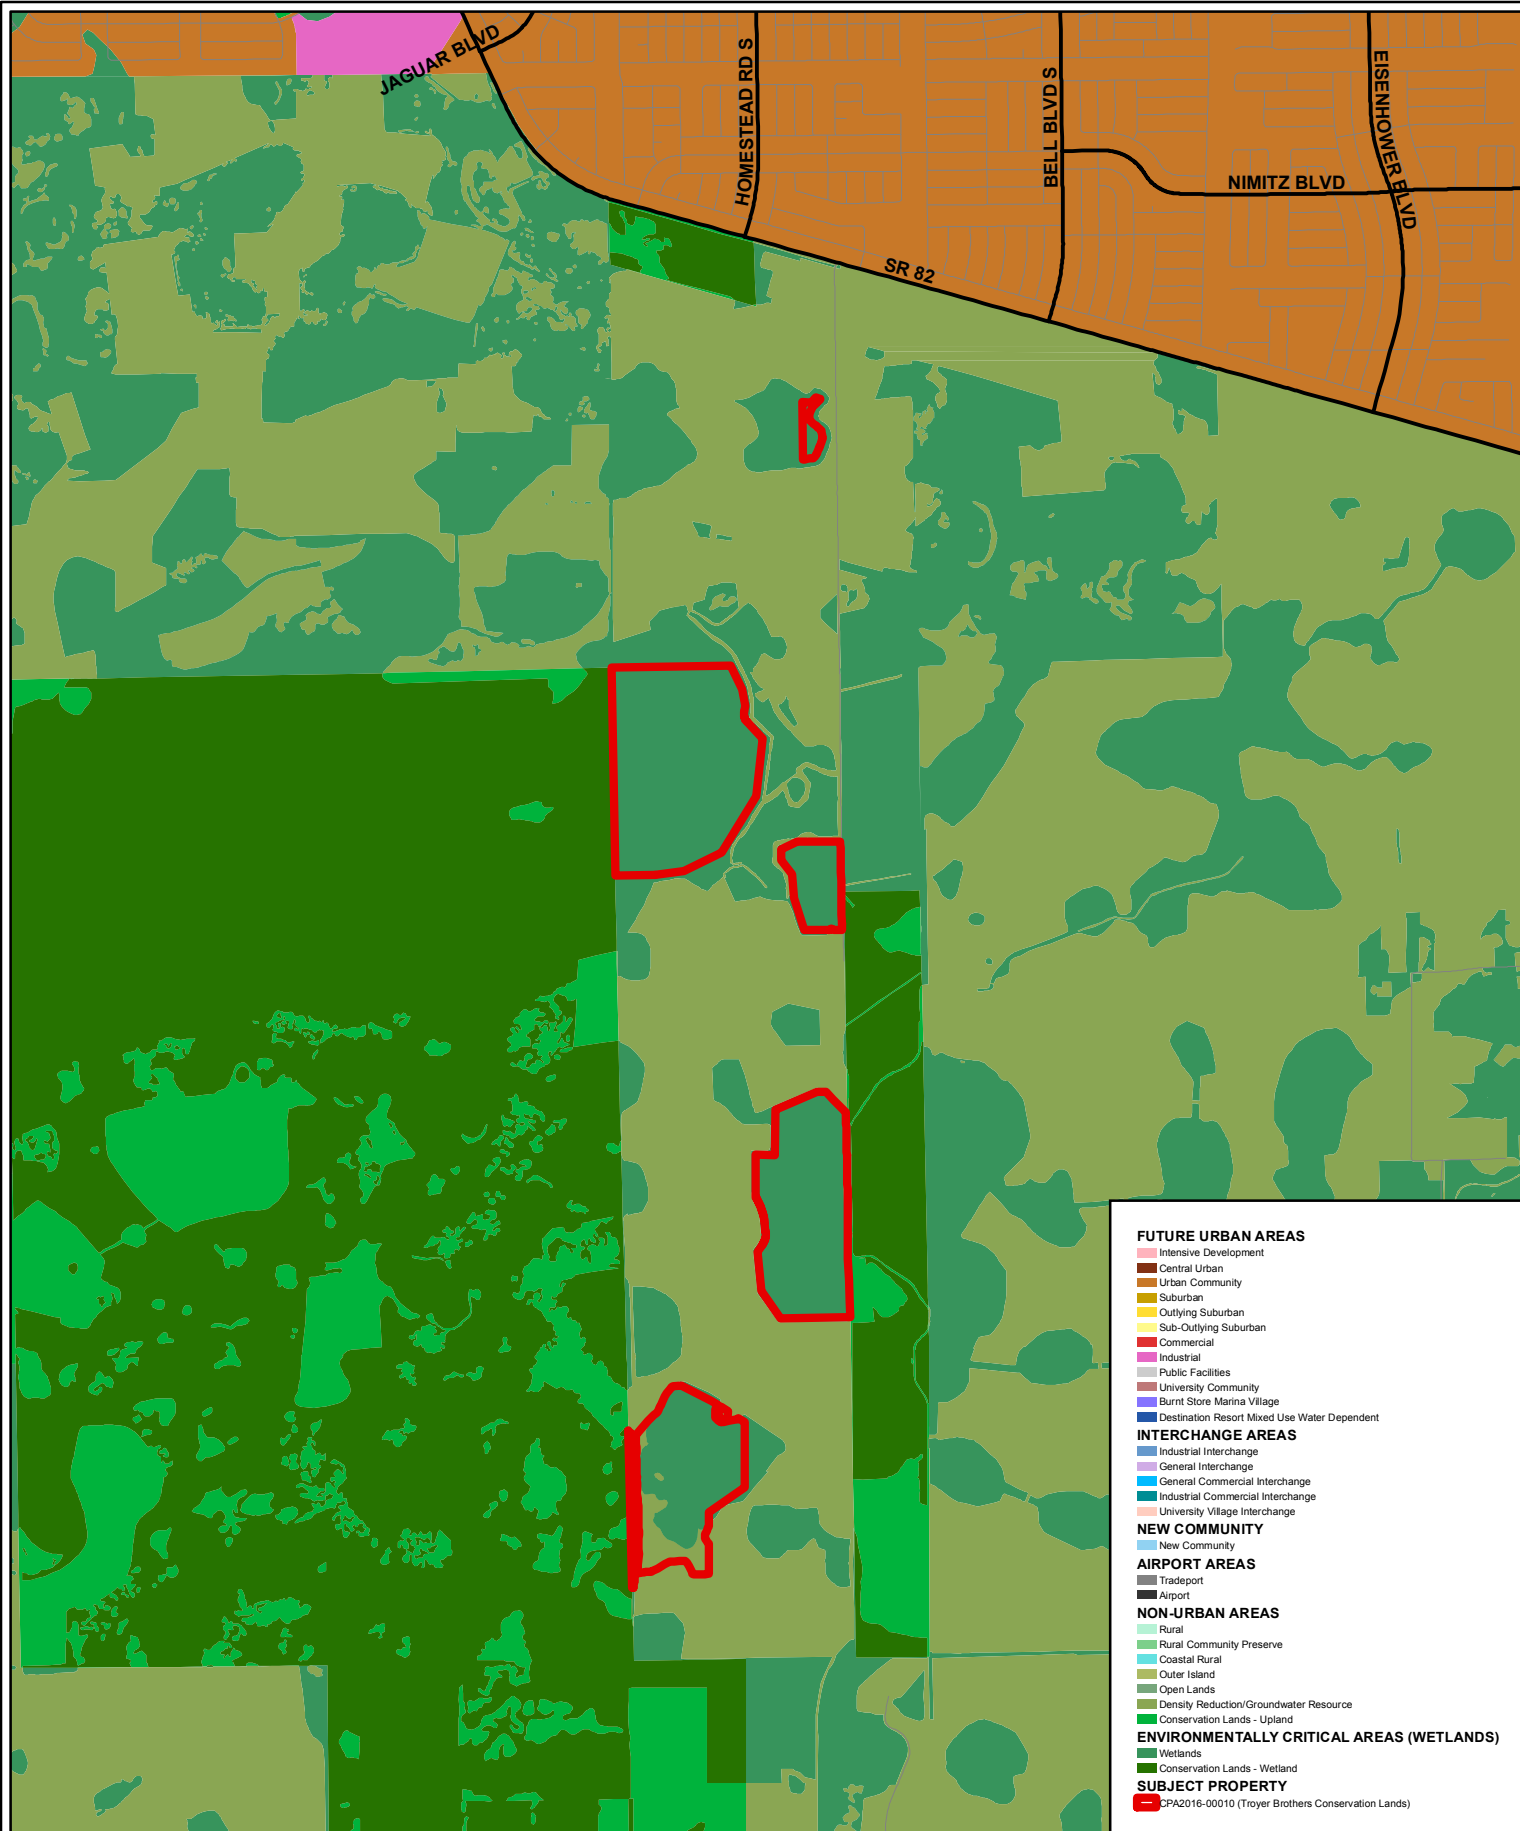 JAGUAR BLVD
HOMESTEAD RD S
BELL BLVD S
EISENHOWER BLVD
NIMITZ BLVD
SR 82
FUTURE URBAN AREAS
Intensive Development
Central Urban
Urban Community
Suburban
Outlying Suburban
Sub-Outlying Suburban
Commercial
Industrial
Public Facilities
University Community
Burnt Store Marina Village
Destination Resort Mixed Use Water Dependent
INTERCHANGE AREAS
Industrial Interchange
General Interchange
General Commercial Interchange
Industrial Commercial Interchange
University Village Interchange
NEW COMMUNITY
New Community
AIRPORT AREAS
Tradeport
Airport
NON-URBAN AREAS
Rural
Rural Community Preserve
Coastal Rural
Outer Island
Open Lands
Density Reduction/Groundwater Resource
Conservation Lands - Upland
ENVIRONMENTALLY CRITICAL AREAS (WETLANDS)
Wetlands
Conservation Lands - Wetland
SUBJECT PROPERTY
CPA2016-00010 (Troyer Brothers Conservation Lands)